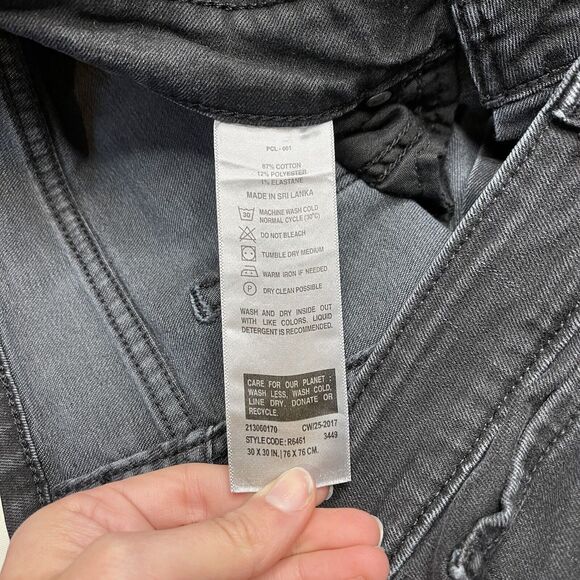 PCL - 001
87% COTTON
12% POLYESTER
1% ELASTANE
MADE IN SRI LANKA
30
MACHINE WASH COLD
NORMAL CYCLE (30°C)
DO NOT BLEACH
TUMBLE DRY MEDIUM
WARM IRON IF NEEDED
P
DRY CLEAN POSSIBLE
WASH AND DRY INSIDE OUT
WITH LIKE COLORS. LIQUID
DETERGENT IS RECOMMENDED.
CARE FOR OUR PLANET :
WASH LESS, WASH COLD,
LINE DRY, DONATE OR
RECYCLE.
213060170 CW/25-2017
STYLE CODE : R6461 3449
30 X 30 IN. | 76 X 76 CM.